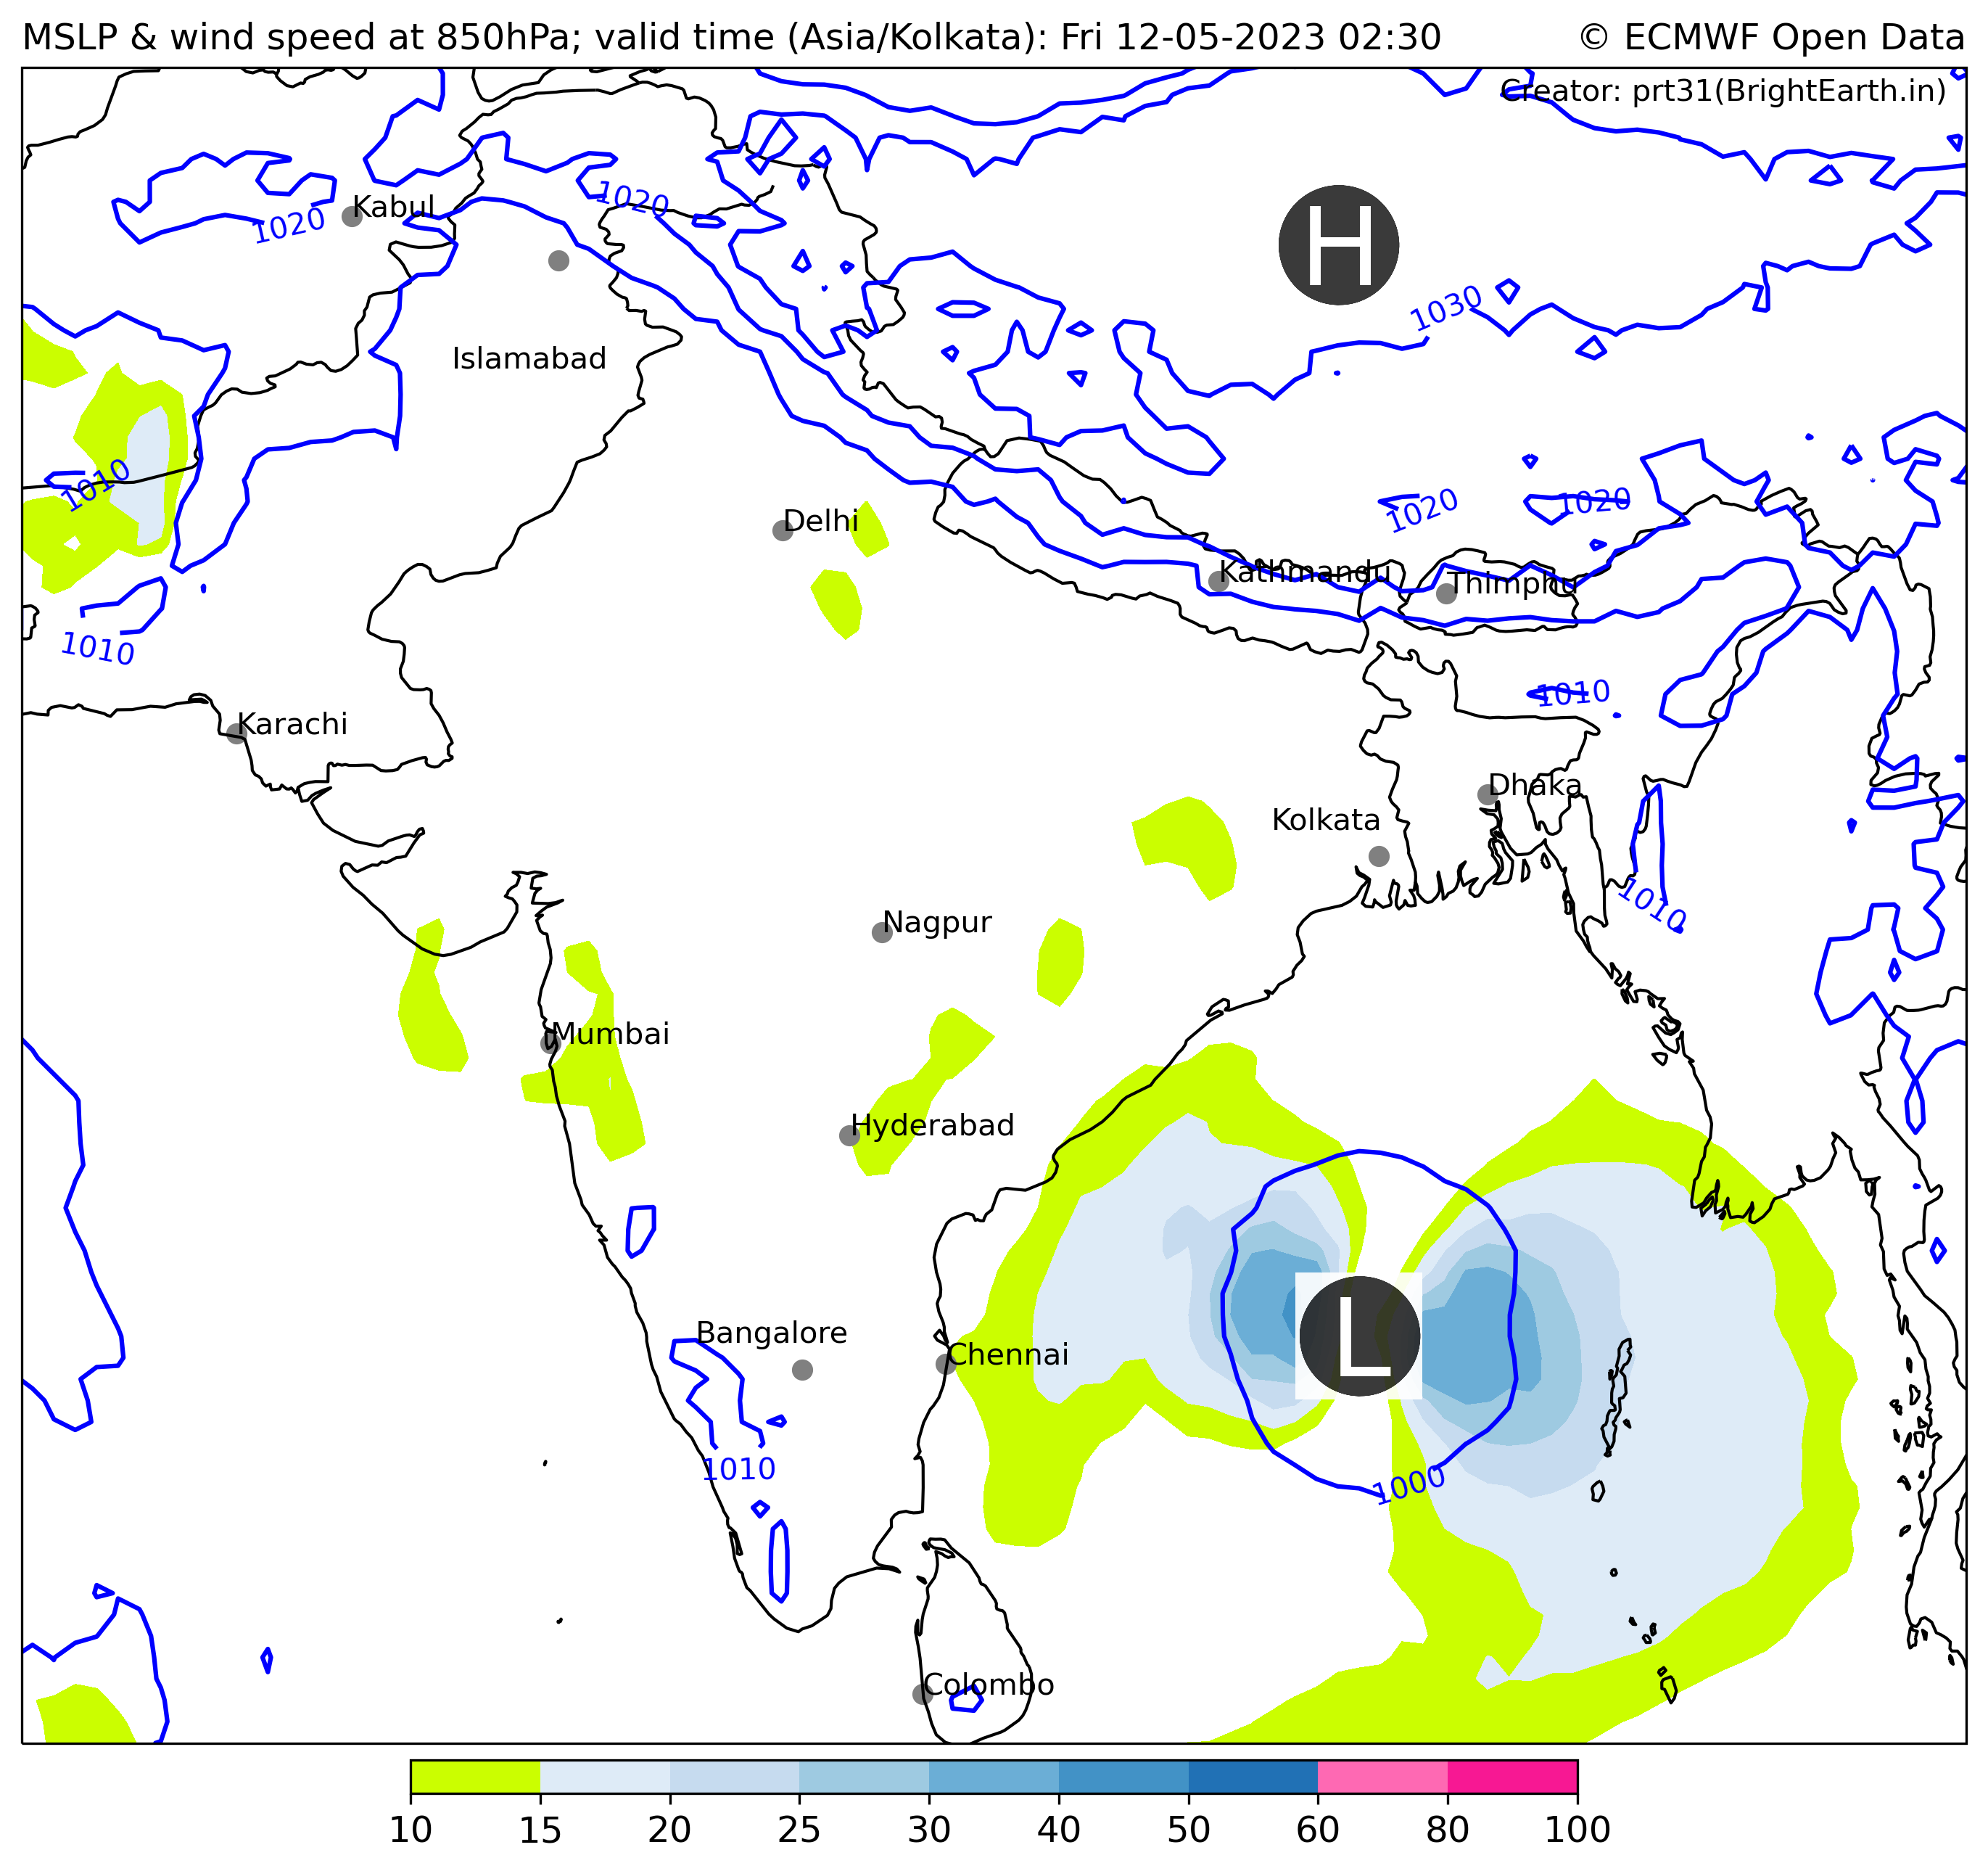 MSLP & wind speed at 850hPa; valid time (Asia/Kolkata): Fri 12-05-2023 02:30
© ECMWF Open Data
Creator: prt31(BrightEarth.in)
1020
Kabul
1020
H
1030
Islamabad
1010
Delhi
1020
1020
Kathmandu
Thimphu
1010
1010
Karachi
Dhaka
Kolkata
1010
Nagpur
Mumbai
Hyderabad
Bangalore
Chennai
L
1010
1000
Colombo
10 15 20 25 30 40 50 60 80 100